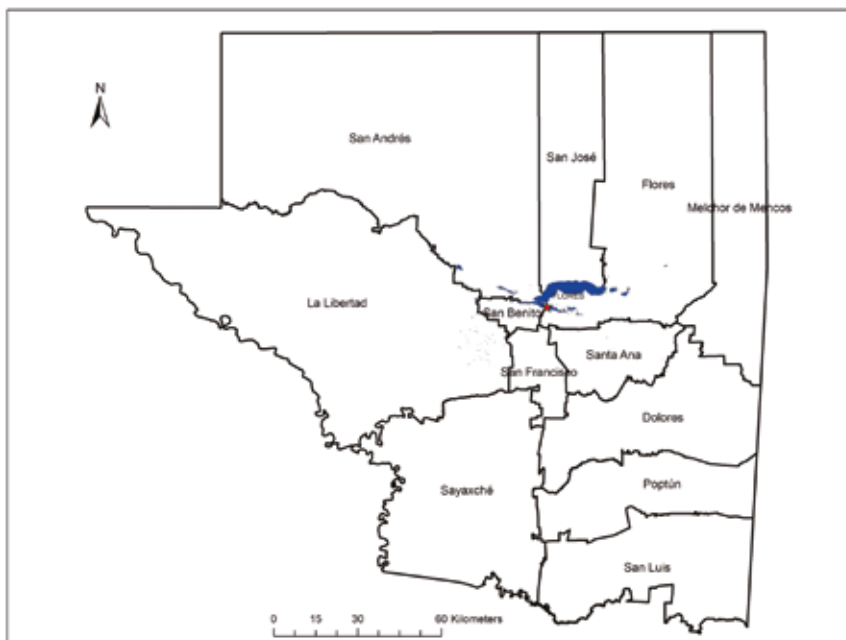 N
San Andrés
San José
Flores
Melchor de Mencos
La Libertad
FLORES
San Benito
Santa Ana
San Francisco
Dolores
Sayaxché
Poptún
San Luis
0 15 30 60 Kilometers